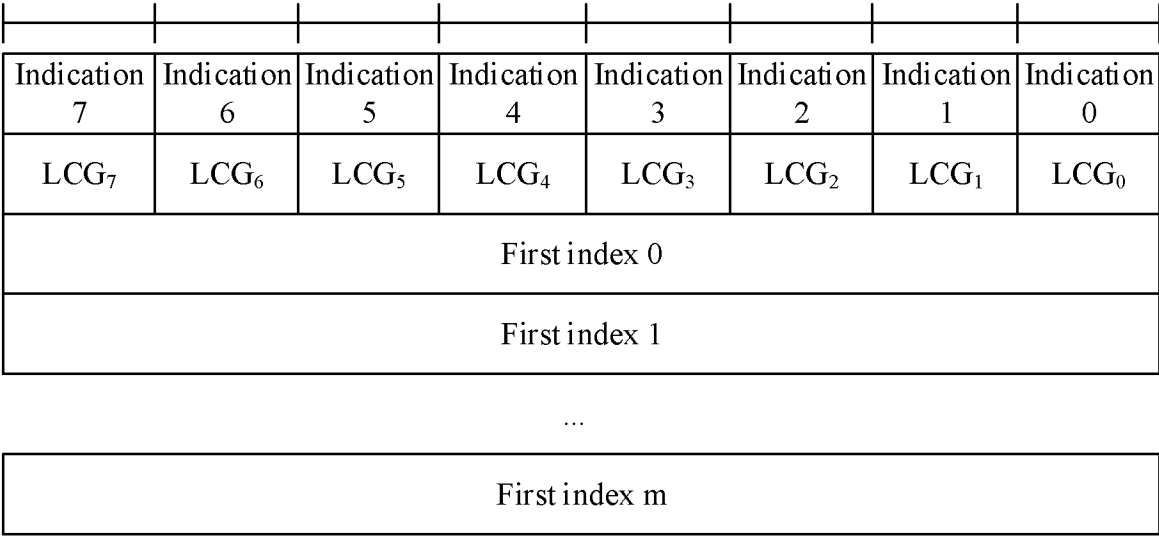 Indication Indication Indication Indication Indication Indication Indication Indication
7 6 5 4 3 2 1 0
LCG₇ LCG₆ LCG₅ LCG₄ LCG₃ LCG₂ LCG₁ LCG₀
First index 0
First index 1
...
First index m